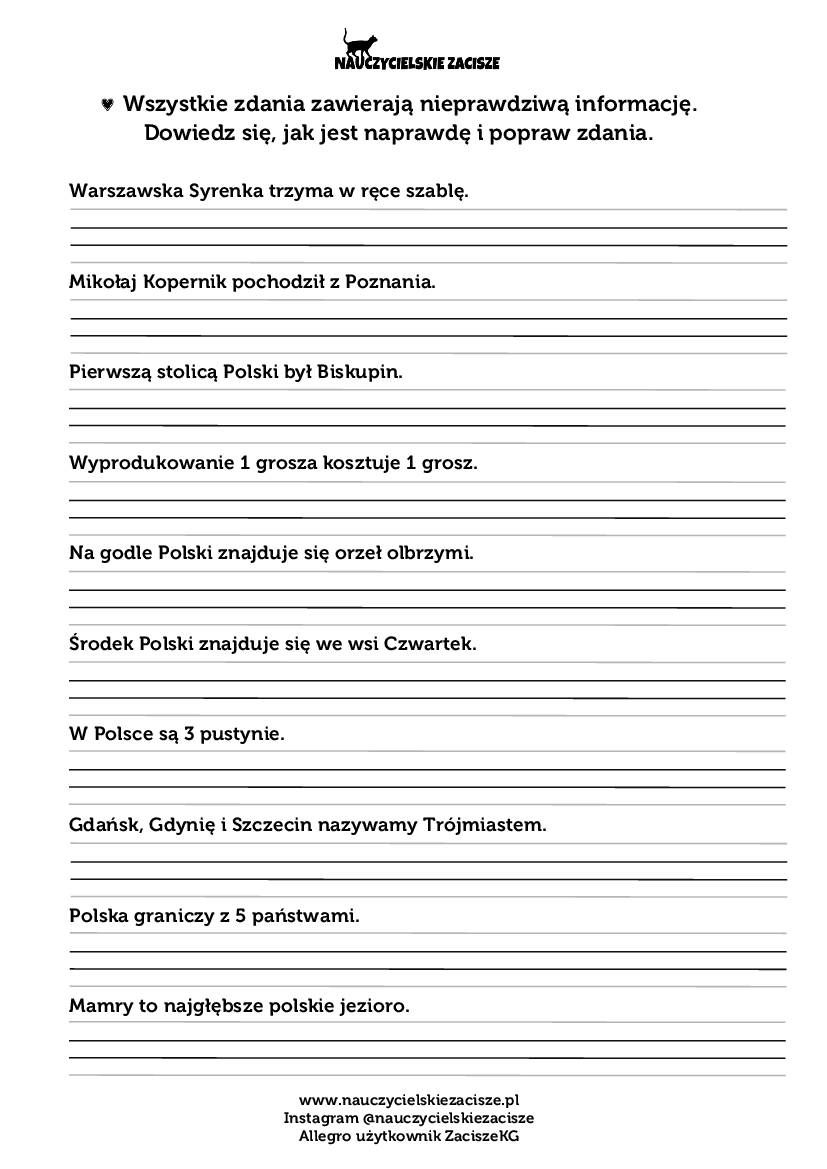 NAUCZYCIELSKIE ZACISZE
Wszystkie zdania zawierają nieprawdziwą informację.
Dowiedz się, jak jest naprawdę i popraw zdania.
Warszawska Syrenka trzyma w ręce szablę.
Mikołaj Kopernik pochodził z Poznania.
Pierwszą stolicą Polski był Biskupin.
Wyprodukowanie 1 grosza kosztuje 1 grosz.
Na godle Polski znajduje się orzeł olbrzymi.
Środek Polski znajduje się we wsi Czwartek.
W Polsce są 3 pustynie.
Gdańsk, Gdynię i Szczecin nazywamy Trójmiastem.
Polska graniczy z 5 państwami.
Mamry to najgłębsze polskie jezioro.
www.nauczycielskiezacisze.pl
Instagram @nauczycielskiezacisze
Allegro użytkownik ZaciszeKG